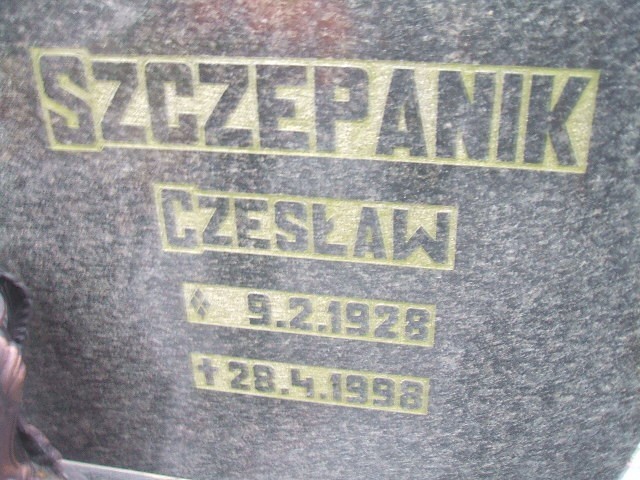 SZCZEPANIK
CZESŁAW
9.2.1928
✝ 28.4.1998